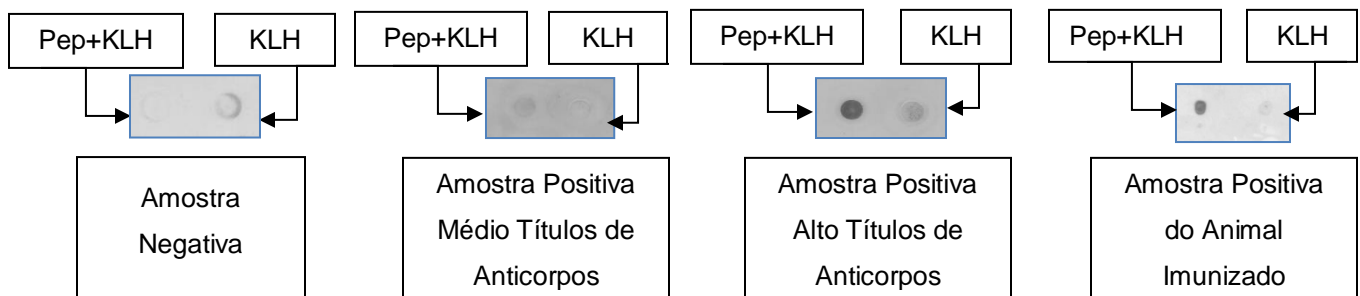 Pep+KLH KLH Pep+KLH KLH Pep+KLH KLH Pep+KLH KLH
Amostra
Negativa
Amostra Positiva
Médio Títulos de
Anticorpos
Amostra Positiva
Alto Títulos de
Anticorpos
Amostra Positiva
do Animal
Imunizado